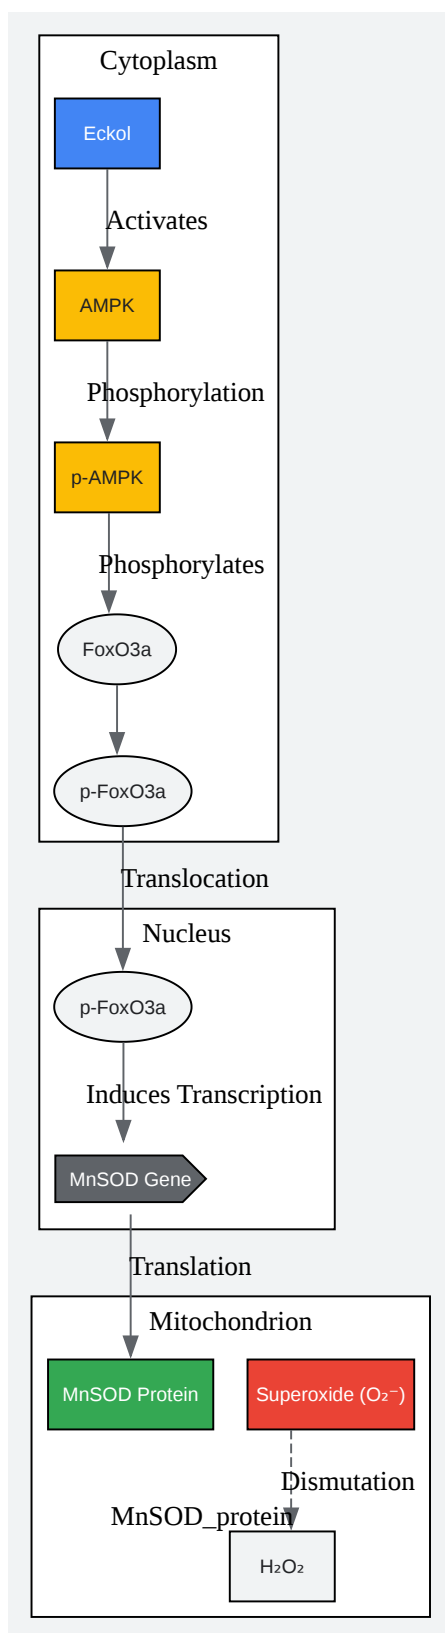 Cytoplasm
Eckol
Activates
AMPK
Phosphorylation
p-AMPK
Phosphorylates
FoxO3a
p-FoxO3a
Translocation
Nucleus
p-FoxO3a
Induces Transcription
MnSOD Gene
Translation
Mitochondrion
MnSOD Protein
Superoxide (O₂⁻)
Dismutation
MnSOD_protein
H₂O₂